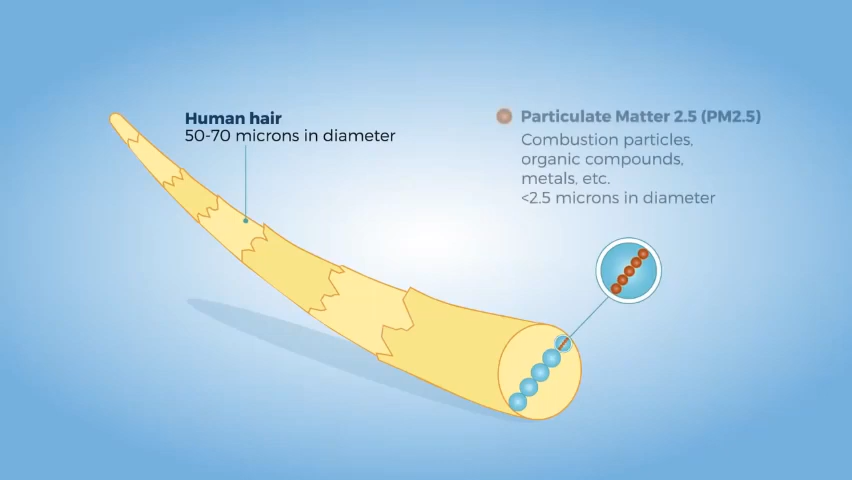 Human hair
50-70 microns in diameter
Particulate Matter 2.5 (PM2.5)
Combustion particles,
organic compounds,
metals, etc.
<2.5 microns in diameter